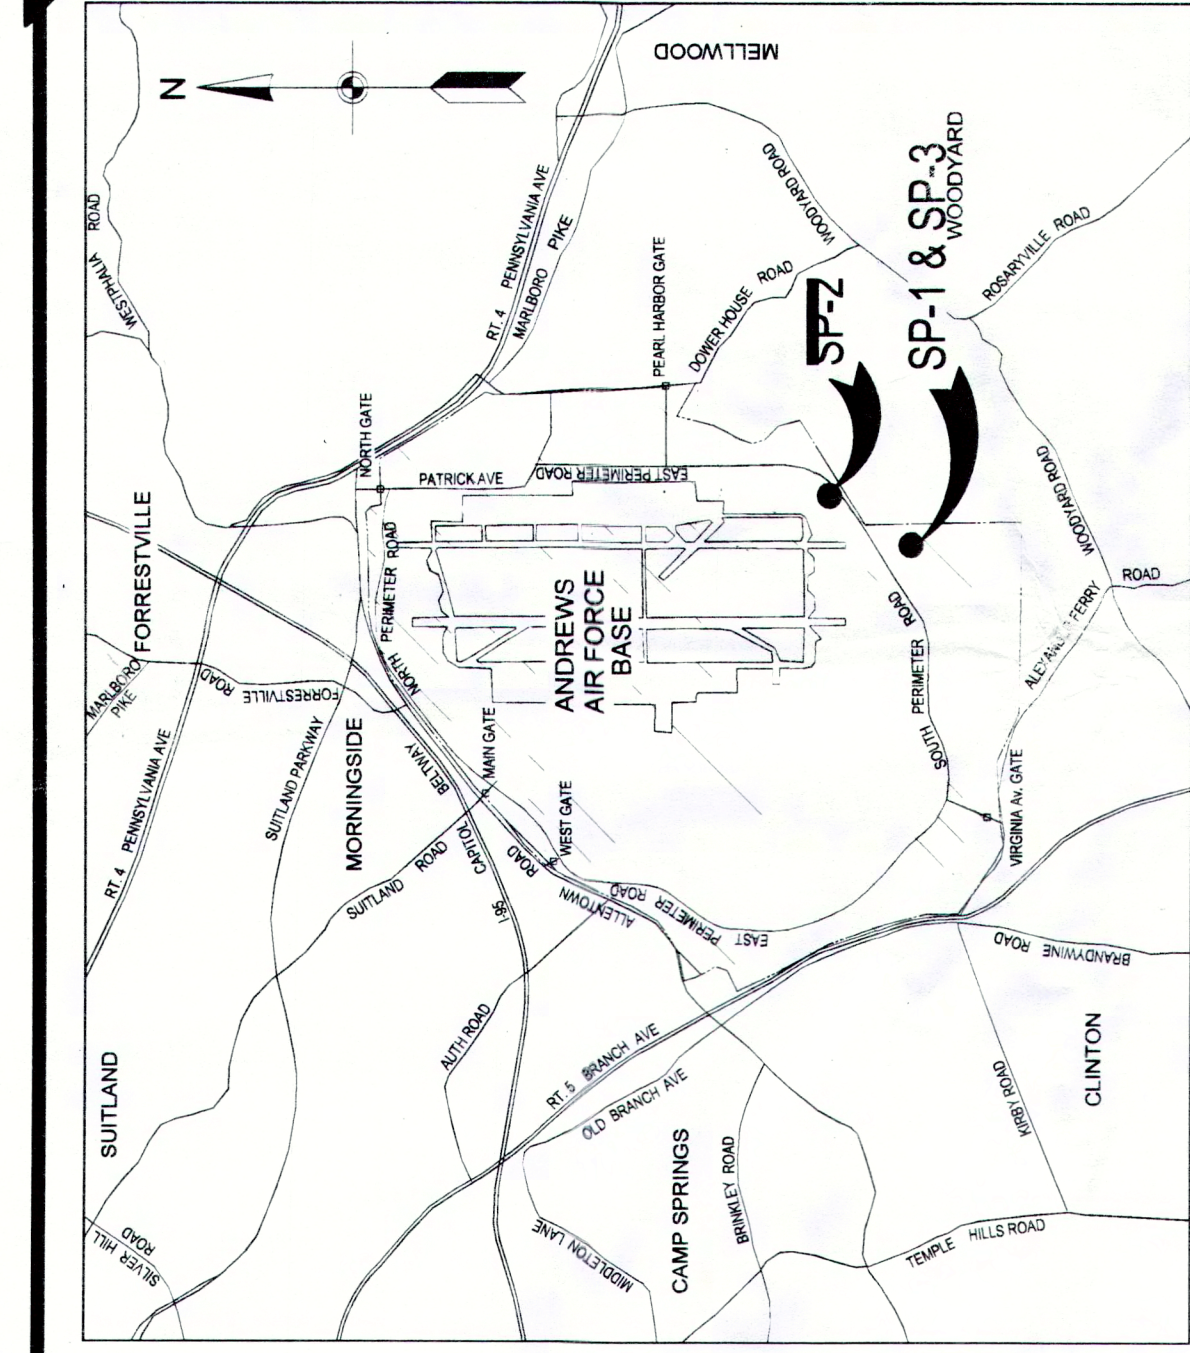 N
MELLWOOD
WESTPHALIA ROAD
RT. 4 PENNSYLVANIA AVE
MARLBORO PIKE
WOODYARD ROAD
WOODYARD
SP-1 & SP-3
SP-2
ROSARYVILLE ROAD
DOWER HOUSE ROAD
PEARL HARBOR GATE
NORTH GATE
PATRICK AVE
EAST PERIMETER ROAD
FORRESTVILLE
NORTH PERIMETER ROAD
ANDREWS
AIR FORCE
BASE
WOODYARD ROAD
ROAD
ALEXANDER FERRY
SOUTH PERIMETER ROAD
MARLBORO
PIKE
FORRESTVILLE ROAD
RT. 4 PENNSYLVANIA AVE
SUITLAND PARKWAY
MORNINGSIDE
I-95 CAPITOL BELTWAY
MAIN GATE
WEST GATE
SUITLAND ROAD
ALLENTOWN ROAD
EAST PERIMETER ROAD
VIRGINIA Av. GATE
BRANDYWINE ROAD
AUTH ROAD
RT. 5 BRANCH AVE
OLD BRANCH AVE
SUITLAND
CLINTON
KIRBY ROAD
CAMP SPRINGS
BRINKLEY ROAD
MIDDLETON LANE
SILVER HILL
ROAD
TEMPLE HILLS ROAD